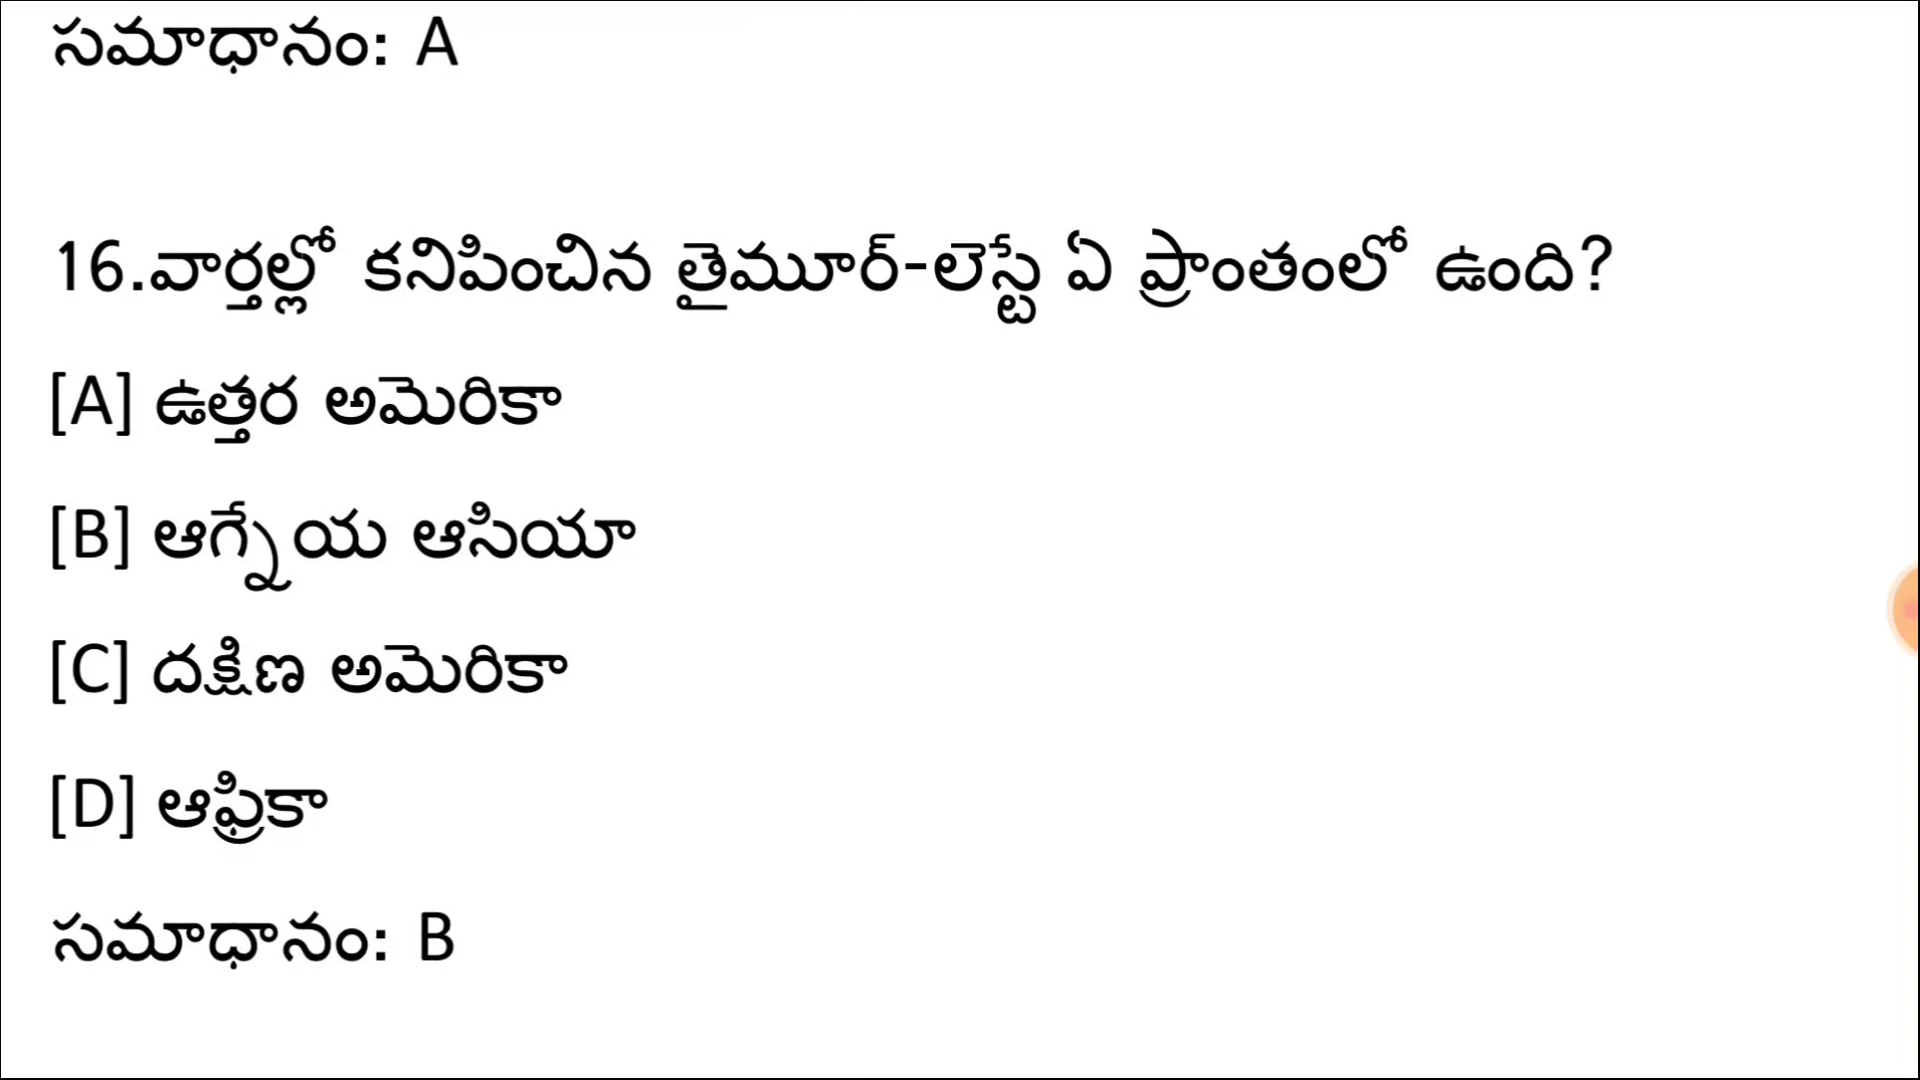 సమాధానం: A
16.వార్తల్లో కనిపించిన తైమూర్-లెస్టే ఏ ప్రాంతంలో ఉంది?
[A] ఉత్తర అమెరికా
[B] ఆగ్నేయ ఆసియా
[C] దక్షిణ అమెరికా
[D] ఆఫ్రికా
సమాధానం: B